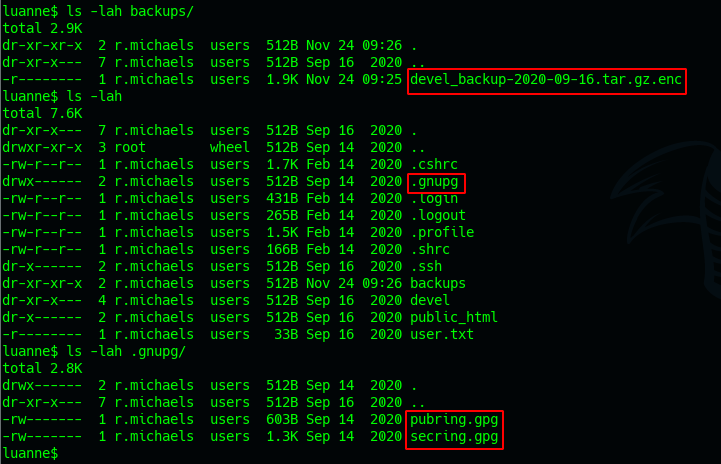 luanne$ ls -lah backups/
total 2.9K
dr-xr-xr-x  2 r.michaels  users  512B Nov 24 09:26 .
dr-xr-x---  7 r.michaels  users  512B Sep 16  2020 ..
-r--------  1 r.michaels  users  1.9K Nov 24 09:25 devel_backup-2020-09-16.tar.gz.enc
luanne$ ls -lah
total 7.6K
dr-xr-x---  7 r.michaels  users  512B Sep 16  2020 .
drwxr-xr-x  3 root        wheel  512B Sep 14  2020 ..
-rw-r--r--  1 r.michaels  users  1.7K Feb 14  2020 .cshrc
drwx------  2 r.michaels  users  512B Sep 14  2020 .gnupg
-rw-r--r--  1 r.michaels  users  431B Feb 14  2020 .login
-rw-r--r--  1 r.michaels  users  265B Feb 14  2020 .logout
-rw-r--r--  1 r.michaels  users  1.5K Feb 14  2020 .profile
-rw-r--r--  1 r.michaels  users  166B Feb 14  2020 .shrc
dr-x------  2 r.michaels  users  512B Sep 16  2020 .ssh
dr-xr-xr-x  2 r.michaels  users  512B Nov 24 09:26 backups
dr-xr-x---  4 r.michaels  users  512B Sep 16  2020 devel
dr-x------  2 r.michaels  users  512B Sep 16  2020 public_html
-r--------  1 r.michaels  users   33B Sep 16  2020 user.txt
luanne$ ls -lah .gnupg/
total 2.8K
drwx------  2 r.michaels  users  512B Sep 14  2020 .
dr-xr-x---  7 r.michaels  users  512B Sep 16  2020 ..
-rw-------  1 r.michaels  users  603B Sep 14  2020 pubring.gpg
-rw-------  1 r.michaels  users  1.3K Sep 14  2020 secring.gpg
luanne$